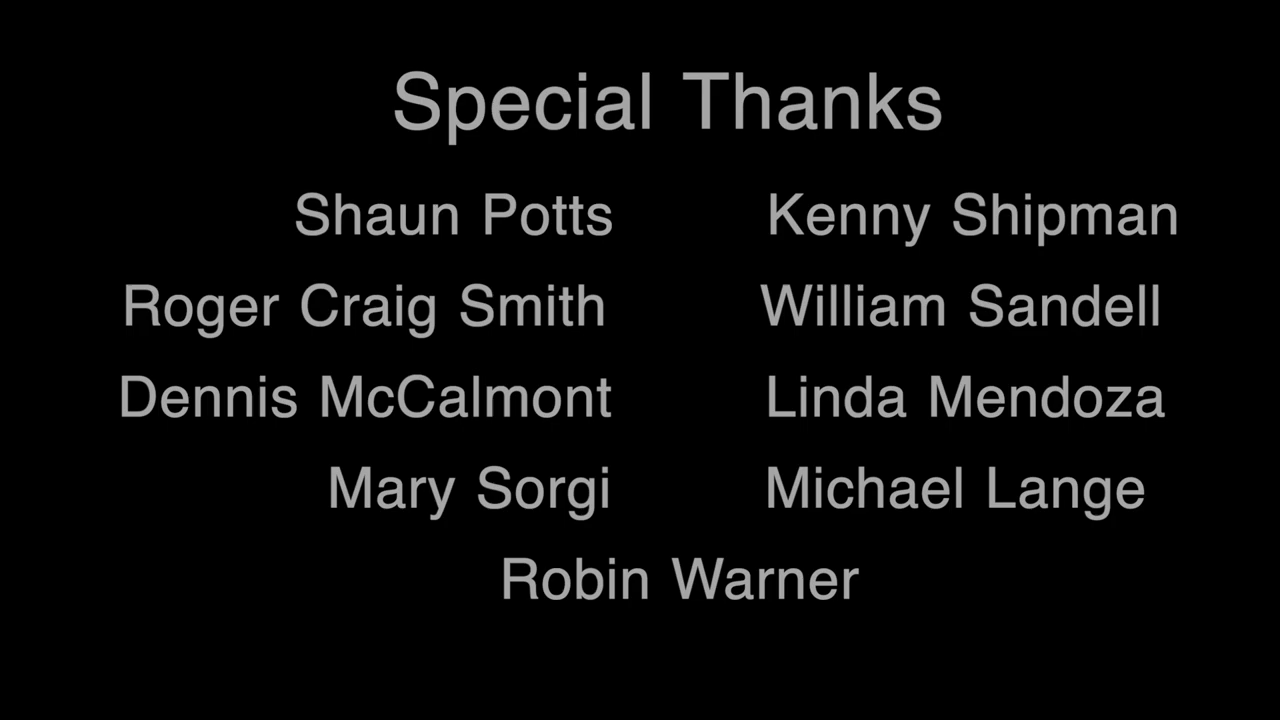 Special Thanks
Shaun Potts Kenny Shipman
Roger Craig Smith William Sandell
Dennis McCalmont Linda Mendoza
Mary Sorgi Michael Lange
Robin Warner